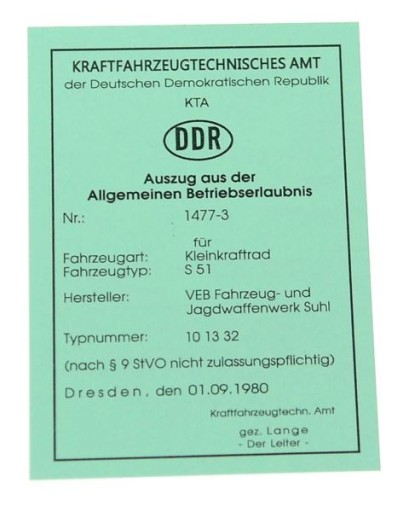 KRAFTFAHRZEUGTECHNISCHES AMT
der Deutschen Demokratischen Republik
KTA
DDR
Auszug aus der
Allgemeinen Betriebserlaubnis
Nr.: 1477-3
für
Fahrzeugart: Kleinkraftrad
Fahrzeugtyp: S 51
Hersteller: VEB Fahrzeug- und
Jagdwaffenwerk Suhl
Typnummer: 10 13 32
(nach § 9 StVO nicht zulassungspflichtig)
Dresden, den 01.09.1980
Kraftfahrzeugtechn. Amt
gez. Lange
- Der Leiter -